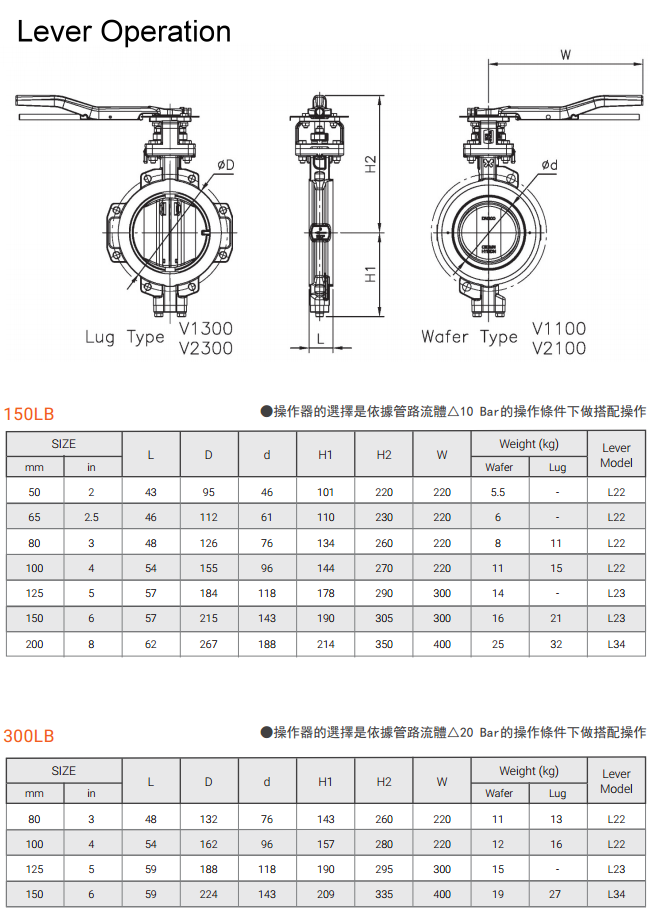 Lever Operation
W
øD
ød
H2
H1
L
Lug Type V1300
V2300
Wafer Type V1100
V2100
150LB
●操作器的選擇是依據管路流體△10 Bar的操作條件下做搭配操作
SIZE L D d H1 H2 W Weight (kg) Lever Model
mm in Wafer Lug
50 2 43 95 46 101 220 220 5.5 - L22
65 2.5 46 112 61 110 230 220 6 - L22
80 3 48 126 76 134 260 220 8 11 L22
100 4 54 155 96 144 270 220 11 15 L22
125 5 57 184 118 178 290 300 14 - L23
150 6 57 215 143 190 305 300 16 21 L23
200 8 62 267 188 214 350 400 25 32 L34
300LB
●操作器的選擇是依據管路流體△20 Bar的操作條件下做搭配操作
SIZE L D d H1 H2 W Weight (kg) Lever Model
mm in Wafer Lug
80 3 48 132 76 143 260 220 11 13 L22
100 4 54 162 96 157 280 220 12 16 L22
125 5 59 188 118 190 295 300 15 - L23
150 6 59 224 143 209 335 400 19 27 L34